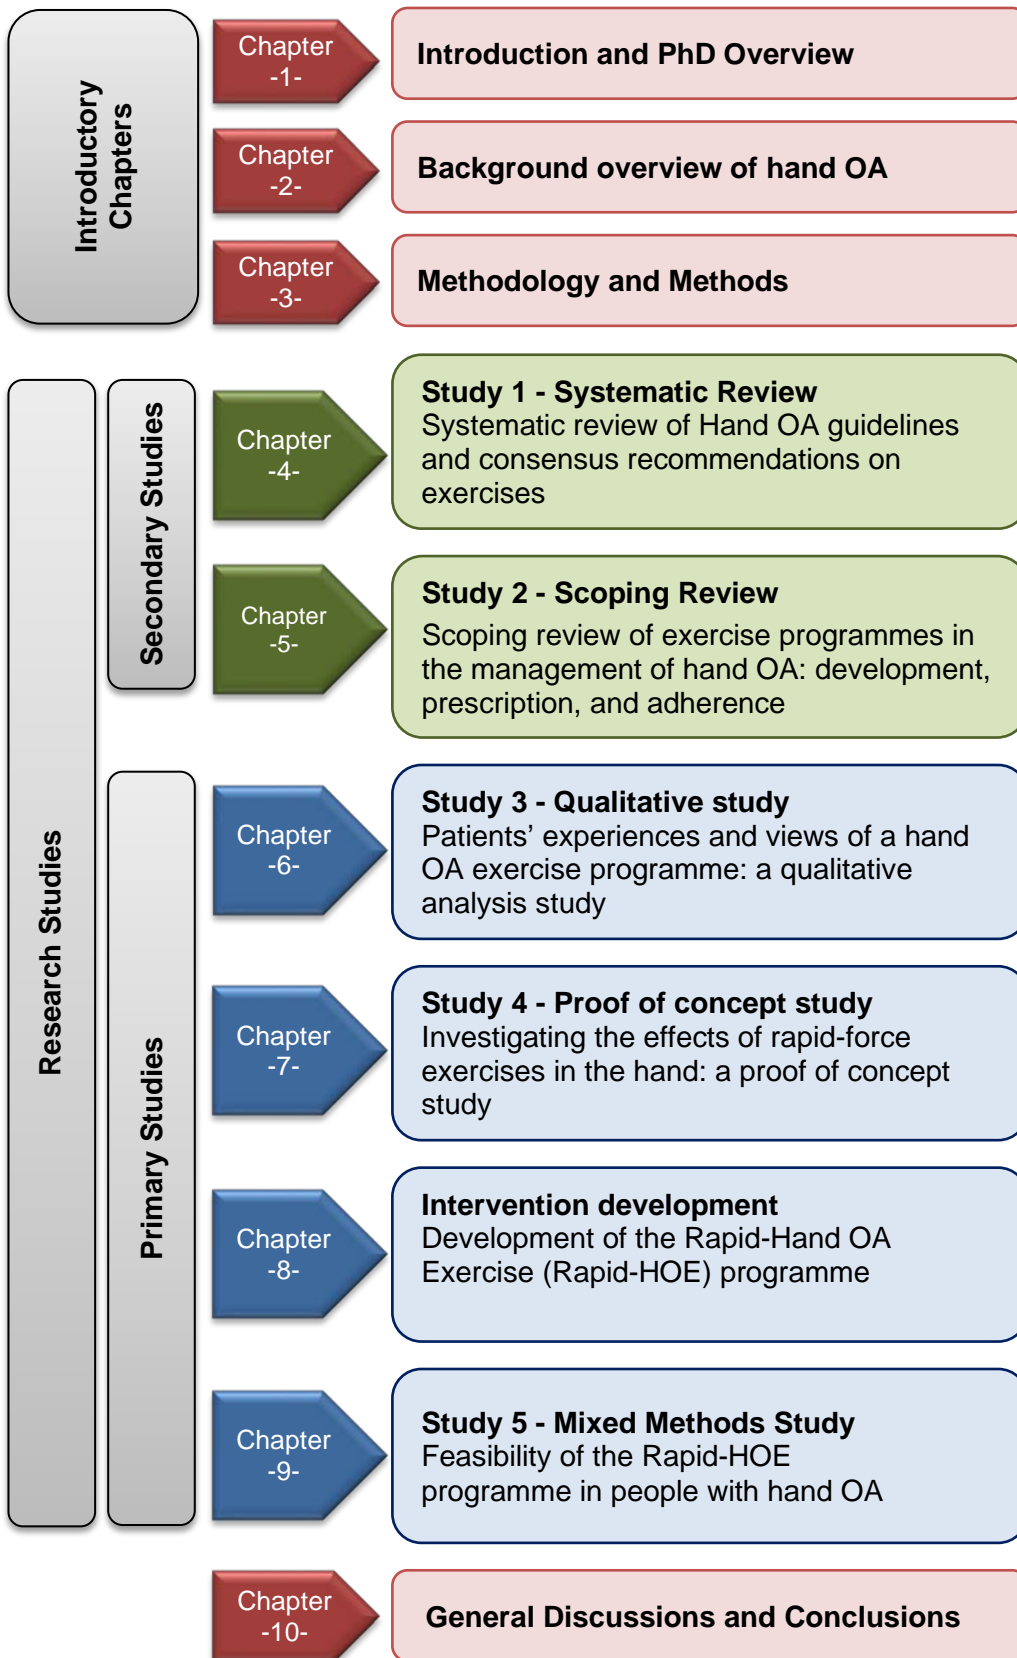 Introductory
Chapters
Chapter
-1-
Introduction and PhD Overview
Chapter
-2-
Background overview of hand OA
Chapter
-3-
Methodology and Methods
Research Studies
Secondary Studies
Chapter
-4-
Study 1 - Systematic Review
Systematic review of Hand OA guidelines
and consensus recommendations on
exercises
Chapter
-5-
Study 2 - Scoping Review
Scoping review of exercise programmes in
the management of hand OA: development,
prescription, and adherence
Primary Studies
Chapter
-6-
Study 3 - Qualitative study
Patients’ experiences and views of a hand
OA exercise programme: a qualitative
analysis study
Chapter
-7-
Study 4 - Proof of concept study
Investigating the effects of rapid-force
exercises in the hand: a proof of concept
study
Chapter
-8-
Intervention development
Development of the Rapid-Hand OA
Exercise (Rapid-HOE) programme
Chapter
-9-
Study 5 - Mixed Methods Study
Feasibility of the Rapid-HOE
programme in people with hand OA
Chapter
-10-
General Discussions and Conclusions